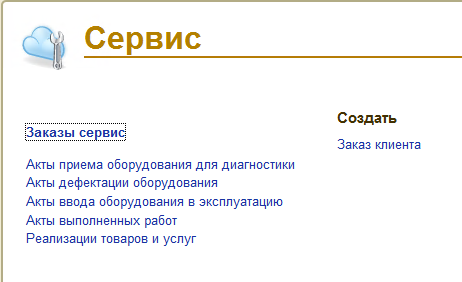 Сервис
Заказы сервис
Акты приема оборудования для диагностики
Акты дефектации оборудования
Акты ввода оборудования в эксплуатацию
Акты выполненных работ
Реализации товаров и услуг
Создать
Заказ клиента